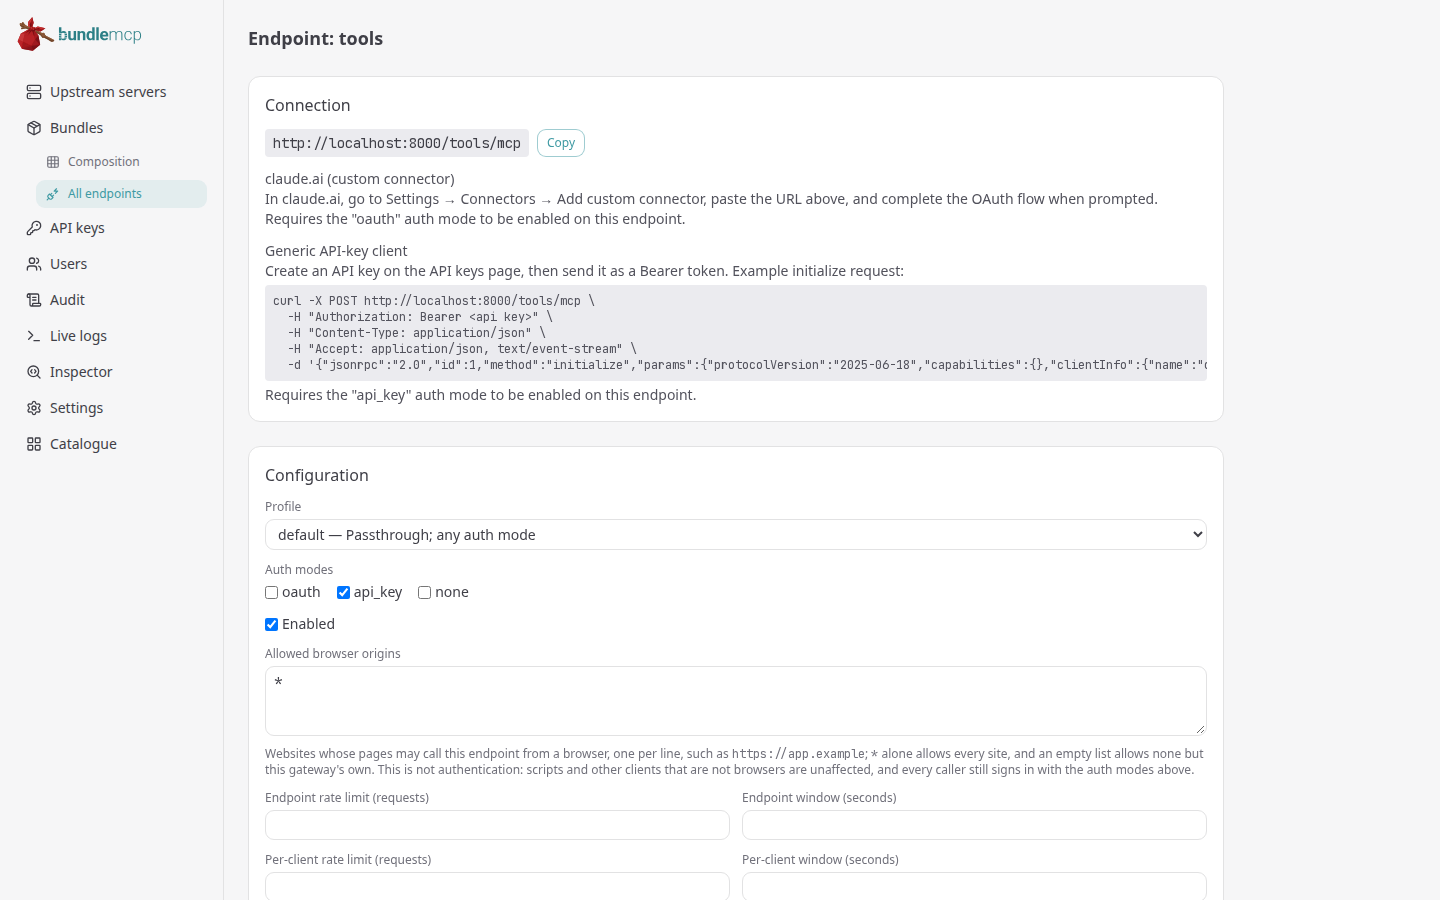 bundlemcp
Upstream servers
Bundles
Composition
All endpoints
API keys
Users
Audit
Live logs
Inspector
Settings
Catalogue
Endpoint: tools
Connection
http://localhost:8000/tools/mcp
Copy
claude.ai (custom connector)
In claude.ai, go to Settings → Connectors → Add custom connector, paste the URL above, and complete the OAuth flow when prompted.
Requires the "oauth" auth mode to be enabled on this endpoint.
Generic API-key client
Create an API key on the API keys page, then send it as a Bearer token. Example initialize request:
curl -X POST http://localhost:8000/tools/mcp \
-H "Authorization: Bearer <api key>" \
-H "Content-Type: application/json" \
-H "Accept: application/json, text/event-stream" \
-d '{"jsonrpc":"2.0","id":1,"method":"initialize","params":{"protocolVersion":"2025-06-18","capabilities":{},"clientInfo":{"name":"
Requires the "api_key" auth mode to be enabled on this endpoint.
Configuration
Profile
default — Passthrough; any auth mode
Auth modes
oauth api_key none
Enabled
Allowed browser origins
*
Websites whose pages may call this endpoint from a browser, one per line, such as https://app.example; * alone allows every site, and an empty list allows none but
this gateway's own. This is not authentication: scripts and other clients that are not browsers are unaffected, and every caller still signs in with the auth modes above.
Endpoint rate limit (requests) Endpoint window (seconds)
Per-client rate limit (requests) Per-client window (seconds)